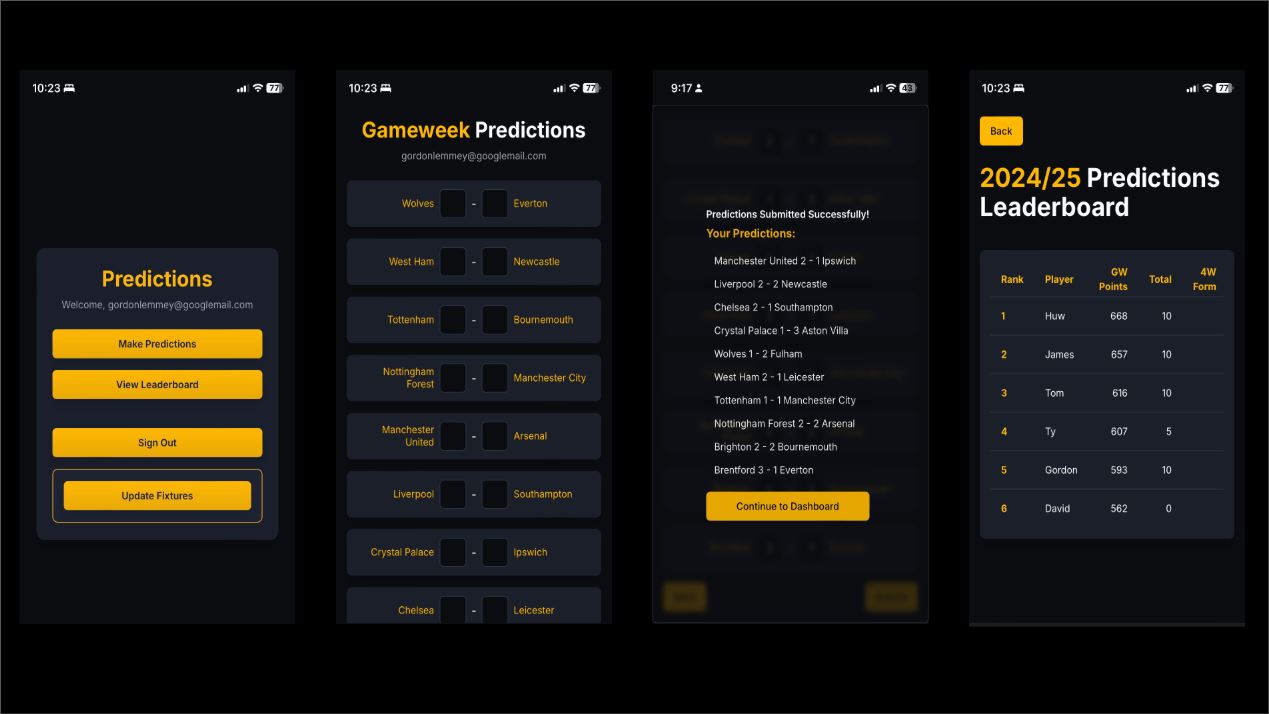 10:23
77
Predictions
Welcome, gordonlemmey@googlemail.com
Make Predictions
View Leaderboard
Sign Out
Update Fixtures
10:23
77
Gameweek Predictions
gordonlemmey@googlemail.com
Wolves - Everton
West Ham - Newcastle
Tottenham - Bournemouth
Nottingham
Forest - Manchester City
Manchester
United - Arsenal
Liverpool - Southampton
Crystal Palace - Ipswich
Chelsea - Leicester
9:17
Predictions Submitted Successfully!
Your Predictions:
Manchester United 2 - 1 Ipswich
Liverpool 2 - 2 Newcastle
Chelsea 2 - 1 Southampton
Crystal Palace 1 - 3 Aston Villa
Wolves 1 - 2 Fulham
West Ham 2 - 1 Leicester
Tottenham 1 - 1 Manchester City
Nottingham Forest 2 - 2 Arsenal
Brighton 2 - 2 Bournemouth
Brentford 3 - 1 Everton
Continue to Dashboard
10:23
77
Back
2024/25 Predictions
Leaderboard
Rank Player GW Points Total 4W Form
1 Huw 668 10
2 James 657 10
3 Tom 616 10
4 Ty 607 5
5 Gordon 593 10
6 David 562 0